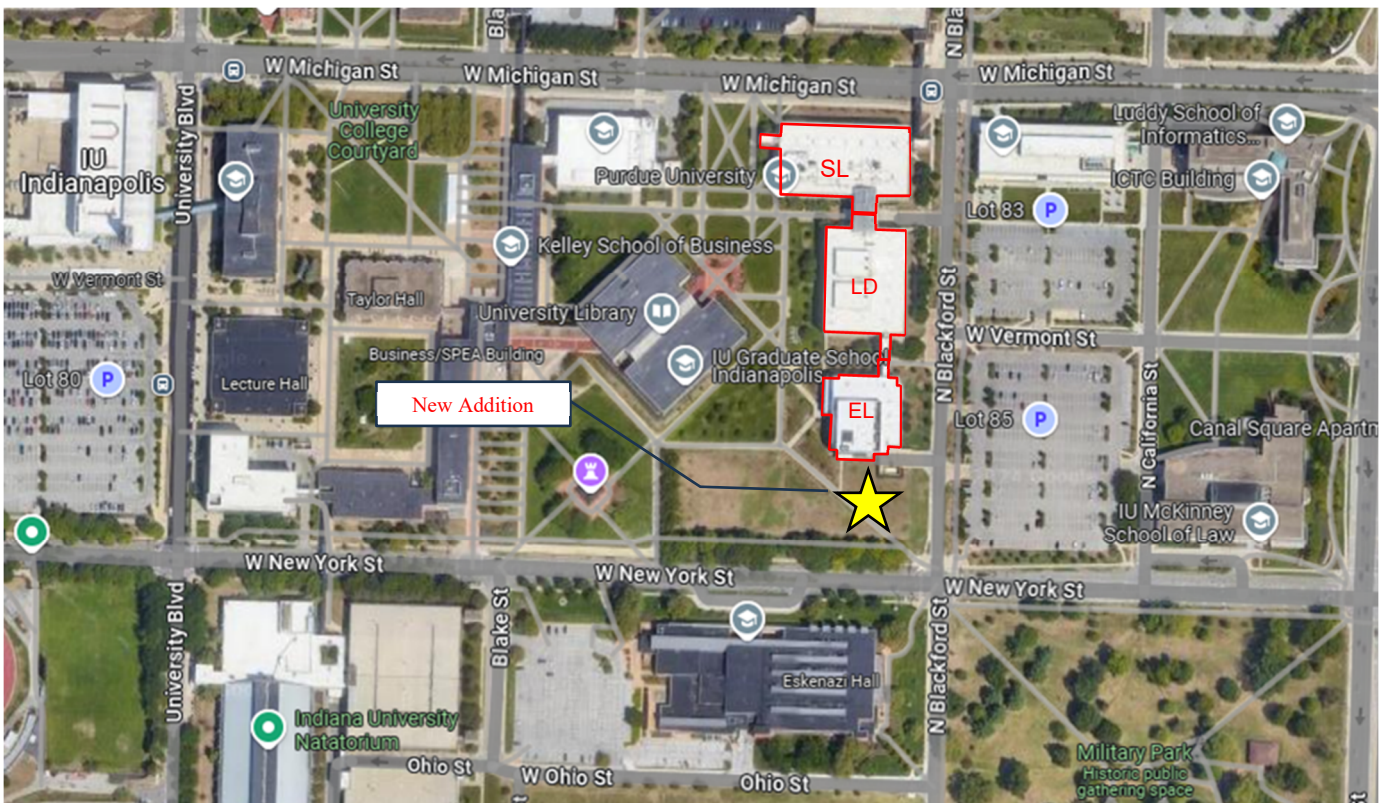 Bla
N Bla
W Michigan St
W Michigan St
W Michigan St
W Michigan St
University Blvd
University
College
Courtyard
Luddy School of
Informatics...
IU
Indianapolis
Purdue University
SL
ICTC Building
Lot 83
P
Kelley School of Business
W Vermont St
Taylor Hall
University Library
LD
N Blackford St
W Vermont St
Business/SPEA Building
IU Graduate School
Indianapolis
Lot 80
P
Lecture Hall
New Addition
EL
Lot 85
P
N California St
Canal Square Apartm
IU McKinney
School of Law
W New York St
W New York St
W New York St
University Blvd
Blake St
N Blackford St
Eskenazi Hall
Indiana University
Natatorium
Military Park
Historic public
gathering space
Ohio St
W Ohio St
Ohio St
St